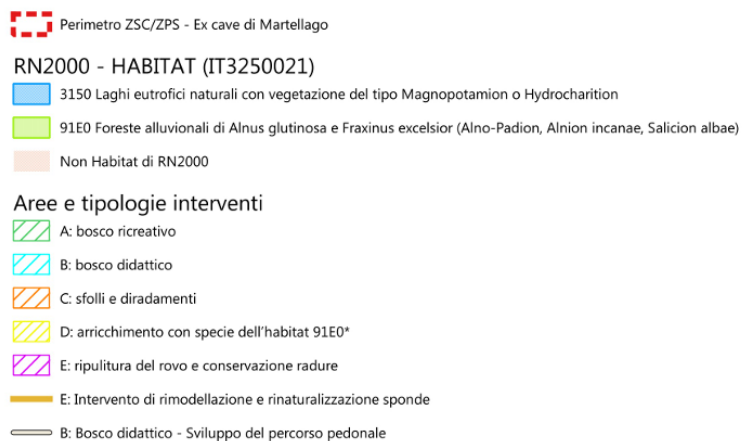 Perimetro ZSC/ZPS - Ex cave di Martellago
RN2000 - HABITAT (IT3250021)
3150 Laghi eutrofici naturali con vegetazione del tipo Magnopotamion o Hydrocharition
91E0 Foreste alluvionali di Alnus glutinosa e Fraxinus excelsior (Alno-Padion, Alnion incanae, Salicion albae)
Non Habitat di RN2000
Aree e tipologie interventi
A: bosco ricreativo
B: bosco didattico
C: sfolli e diradamenti
D: arricchimento con specie dell'habitat 91E0*
E: ripulitura del rovo e conservazione radure
E: Intervento di rimodellazione e rinaturalizzazione sponde
B: Bosco didattico - Sviluppo del percorso pedonale